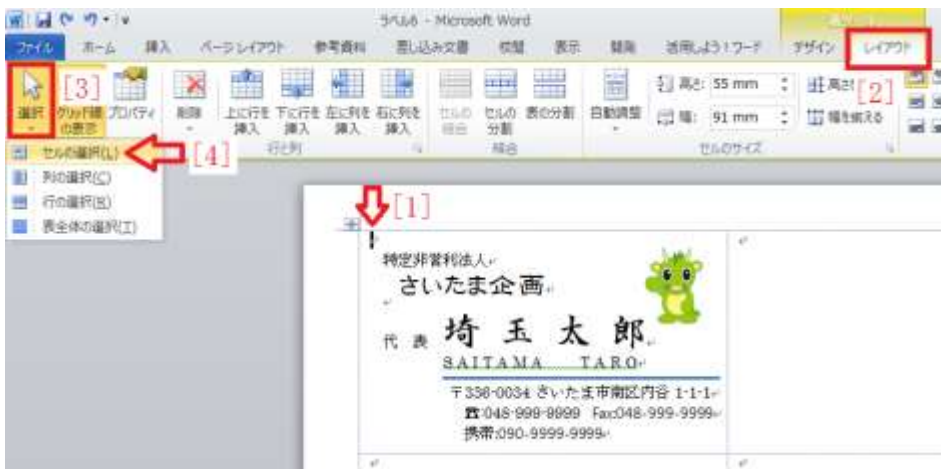 ラベル6 - Microsoft Word
ファイル ホーム 挿入 ページレイアウト 参考資料 差し込み文書 校閲 表示 開発 活用しよう!ワード デザイン レイアウト
[3] [2]
選択 グリッド線の表示 プロパティ 削除 上に行を挿入 下に行を挿入 左に列を挿入 右に列を挿入 セルの結合 セルの分割 表の分割 自動調整 高さ: 55 mm 幅: 91 mm 高さ 幅を揃える
行と列 結合 セルのサイズ
セルの選択(L) [4]
列の選択(C)
行の選択(R)
表全体の選択(T)
[1]
特定非営利法人
さいたま企画
代表 埼玉太郎
SAITAMA TARO
〒336-0034 さいたま市南区内谷 1-1-1
☎:048-999-9999 Fax:048-999-9999
携帯:090-9999-9999